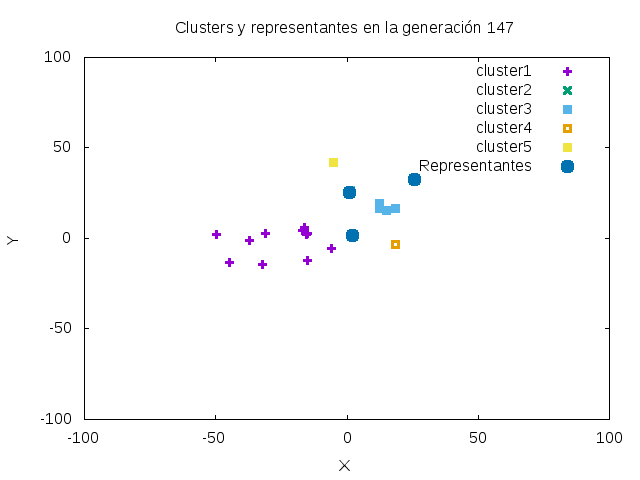 Clusters y representantes en la generación 147
100
50
0
-50
-100
-100 -50 0 50 100
X
Y
cluster1
cluster2
cluster3
cluster4
cluster5
Representantes